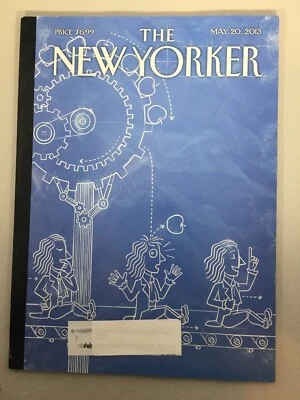 PRICE $6.99
THE
MAY 20, 2013
NEW YORKER